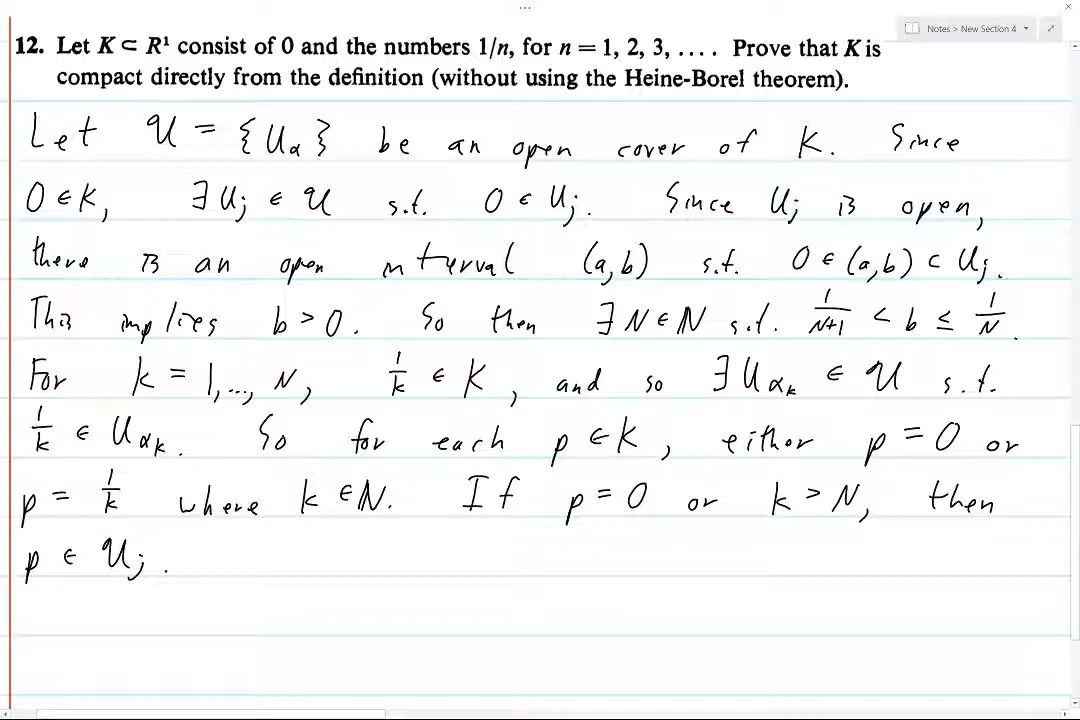 Notes > New Section 4
12. Let K ⊂ R¹ consist of 0 and the numbers 1/n, for n = 1, 2, 3, .... Prove that K is
compact directly from the definition (without using the Heine-Borel theorem).
Let 𝒰 = {U_α} be an open cover of K. Since
0 ∈ K, ∃ U_j ∈ 𝒰 s.t. 0 ∈ U_j. Since U_j is open,
there is an open interval (a,b) s.t. 0 ∈ (a,b) ⊂ U_j.
This implies b > 0. So then ∃ N ∈ N s.t. 1/(N+1) < b ≤ 1/N.
For k = 1,..., N, 1/k ∈ K, and so ∃ U_α_k ∈ 𝒰 s.t.
1/k ∈ U_α_k. So for each p ∈ K, either p = 0 or
p = 1/k where k ∈ N. If p = 0 or k > N, then
p ∈ U_j.